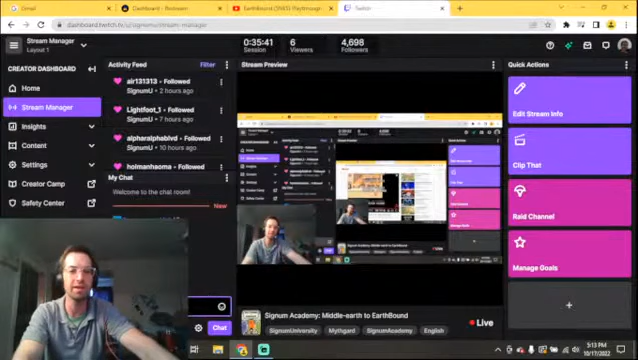 Gmail
Dashboard - Restream
EarthBound (SNES) Playthrough
Twitch
dashboard.twitch.tv/u/signumu/stream-manager
Stream Manager
Layout 1
Activity Feed
Filter
0:35:41
Session
6
Viewers
4,698
Followers
CREATOR DASHBOARD
Home
Stream Manager
Insights
Content
Settings
Creator Camp
Safety Center
air131313 • Followed
SignumU • 2 hours ago
Lightfoot_1 • Followed
SignumU • 7 hours ago
alpharalphablvd • Followed
SignumU • 10 hours ago
holmanhaoma • Followed
My Chat
Welcome to the chat room!
New
Chat
Stream Preview
Signum Academy: Middle-earth to EarthBound
SignumUniversity
Mythgard
SignumAcademy
English
Live
Quick Actions
Edit Stream Info
Clip That
Raid Channel
Manage Goals
5:13 PM
10/17/2022